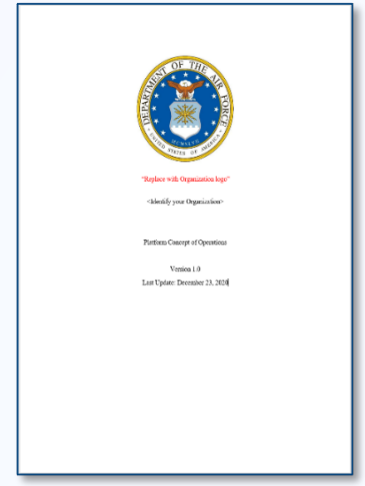 DEPARTMENT OF THE AIR FORCE
UNITED STATES OF AMERICA
"Replace with Organization logo"
<Identify your Organization>
Platform Concept of Operations
Version 1.0
Last Update: December 23, 2020